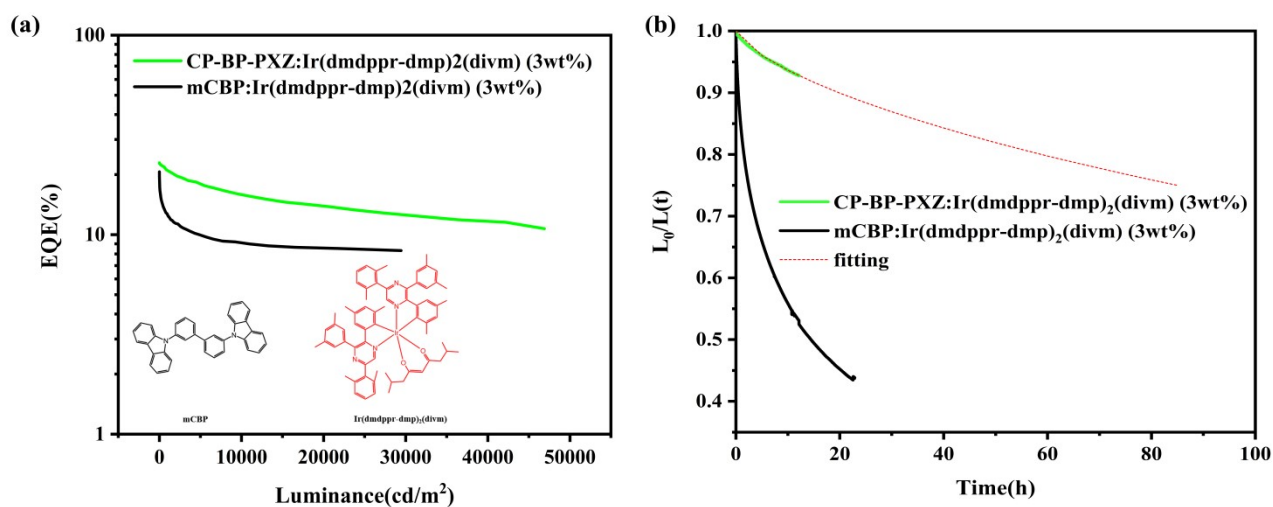 (a)
100
10
1
EQE(%)
CP-BP-PXZ:Ir(dmdppr-dmp)2(divm) (3wt%)
mCBP:Ir(dmdppr-dmp)2(divm) (3wt%)
N
N
N
N
Ir
N
N
O
O
mCBP
Ir(dmdppr-dmp)₂(divm)
0 10000 20000 30000 40000 50000
Luminance(cd/m²)
(b)
1.0
0.9
0.8
0.7
0.6
0.5
0.4
L₀/L(t)
CP-BP-PXZ:Ir(dmdppr-dmp)₂(divm) (3wt%)
mCBP:Ir(dmdppr-dmp)₂(divm) (3wt%)
fitting
0 20 40 60 80 100
Time(h)